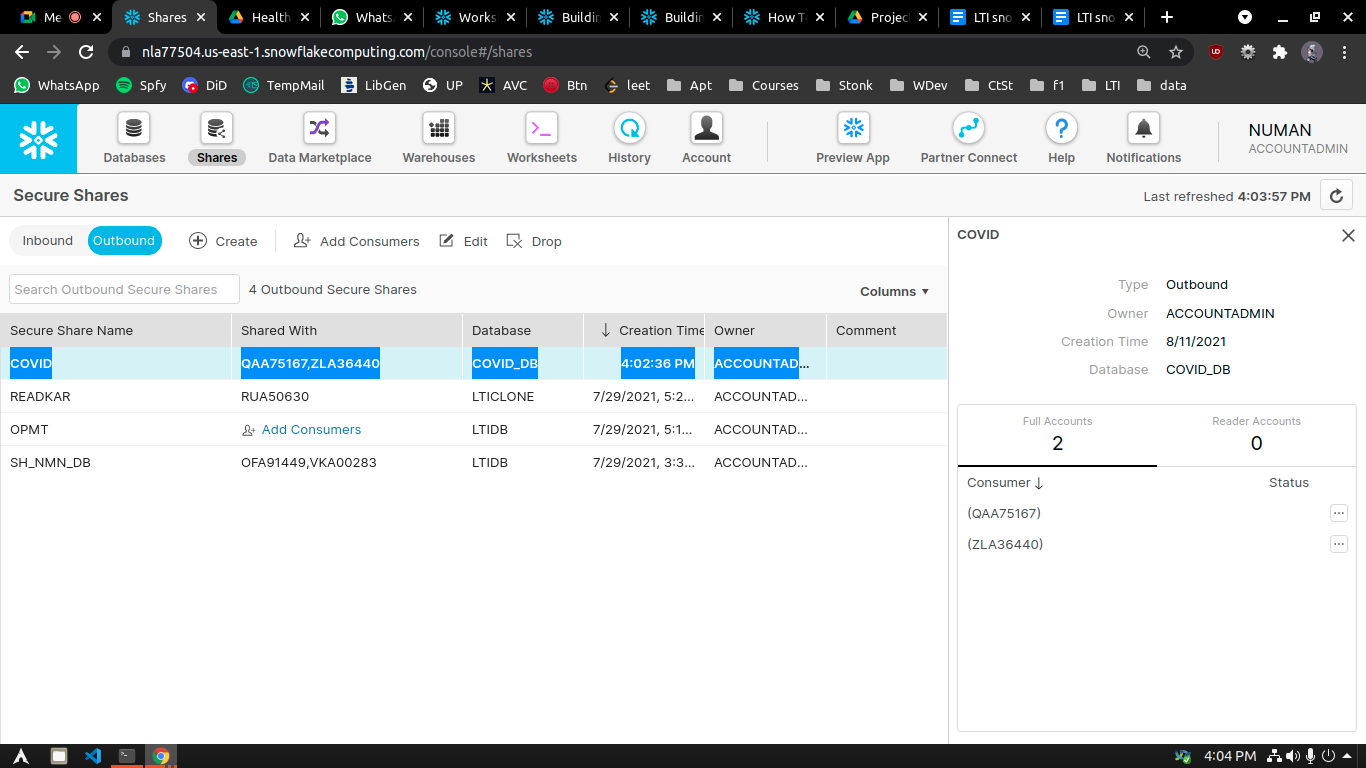 Me
Shares
Health
Whats
Works
Buildin
Buildin
How T
Projec
LTI sno
LTI sno
nla77504.us-east-1.snowflakecomputing.com/console#/shares
WhatsApp Spfy DiD TempMail LibGen UP AVC Btn leet Apt Courses Stonk WDev CtSt f1 LTI data
Databases Shares Data Marketplace Warehouses Worksheets History Account Preview App Partner Connect Help Notifications
NUMAN
ACCOUNTADMIN
Secure Shares
Last refreshed 4:03:57 PM
Inbound Outbound Create Add Consumers Edit Drop
Search Outbound Secure Shares 4 Outbound Secure Shares Columns
Secure Share Name Shared With Database Creation Time Owner Comment
COVID QAA75167,ZLA36440 COVID_DB 4:02:36 PM ACCOUNTAD...
READKAR RUA50630 LTICLONE 7/29/2021, 5:2... ACCOUNTAD...
OPMT Add Consumers LTIDB 7/29/2021, 5:1... ACCOUNTAD...
SH_NMN_DB OFA91449,VKA00283 LTIDB 7/29/2021, 3:3... ACCOUNTAD...
COVID
Type Outbound
Owner ACCOUNTADMIN
Creation Time 8/11/2021
Database COVID_DB
Full Accounts Reader Accounts
2 0
Consumer Status
(QAA75167)
(ZLA36440)
4:04 PM